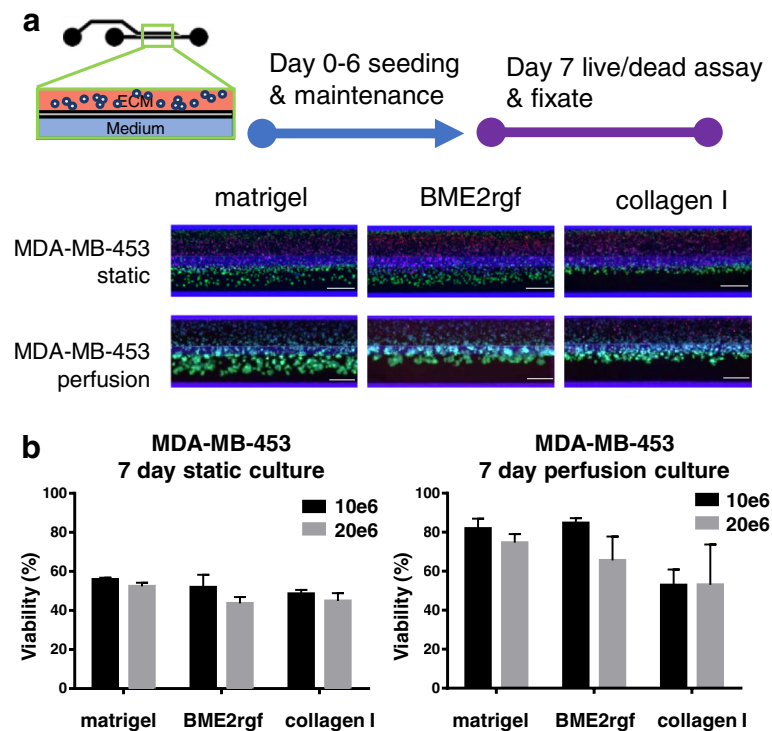 a
ECM
Medium
Day 0-6 seeding
& maintenance
Day 7 live/dead assay
& fixate
matrigel
BME2rgf
collagen I
MDA-MB-453
static
MDA-MB-453
perfusion
b
MDA-MB-453
7 day static culture
100
80
60
40
20
0
Viability (%)
10e6
20e6
matrigel
BME2rgf
collagen I
MDA-MB-453
7 day perfusion culture
100
80
60
40
20
0
Viability (%)
10e6
20e6
matrigel
BME2rgf
collagen I